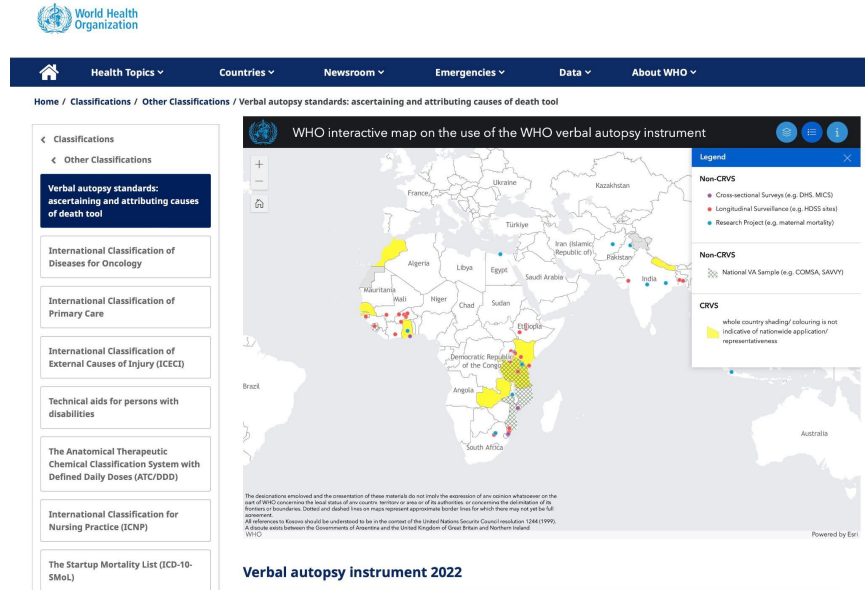 World Health
Organization
Health Topics
Countries
Newsroom
Emergencies
Data
About WHO
Home / Classifications / Other Classifications / Verbal autopsy standards: ascertaining and attributing causes of death tool
Classifications
Other Classifications
Verbal autopsy standards:
ascertaining and attributing causes
of death tool
International Classification of
Diseases for Oncology
International Classification of
Primary Care
International Classification of
External Causes of Injury (ICECI)
Technical aids for persons with
disabilities
The Anatomical Therapeutic
Chemical Classification System with
Defined Daily Doses (ATC/DDD)
International Classification for
Nursing Practice (ICNP)
The Startup Mortality List (ICD-10-
SMoL)
WHO interactive map on the use of the WHO verbal autopsy instrument
i
+
−
Ukraine
Kazakhstan
France
Türkiye
Iran (Islamic
Republic of)
Pakistan
Algeria
Libya
Egypt
Saudi Arabia
India
Mauritania
Mali
Niger
Chad
Sudan
Ethiopia
Democratic Republic
of the Congo
Brazil
Angola
South Africa
Australia
Legend
Non-CRVS
Cross-sectional Surveys (e.g. DHS, MICS)
Longitudinal Surveillance (e.g. HDSS sites)
Research Project (e.g. maternal mortality)
Non-CRVS
National VA Sample (e.g. COMSA, SAVVY)
CRVS
whole country shading/ colouring is not
indicative of nationwide application/
representativeness
The designations employed and the presentation of these materials do not imply the expression of any opinion whatsoever on the
part of WHO concerning the legal status of any country, territory or area or of its authorities, or concerning the delimitation of its
frontiers or boundaries. Dotted and dashed lines on maps represent approximate border lines for which there may not yet be full
agreement.
All references to Kosovo should be understood to be in the context of the United Nations Security Council resolution 1244 (1999).
A dispute exists between the Governments of Argentina and the United Kingdom of Great Britain and Northern Ireland
WHO
Powered by Esri
Verbal autopsy instrument 2022